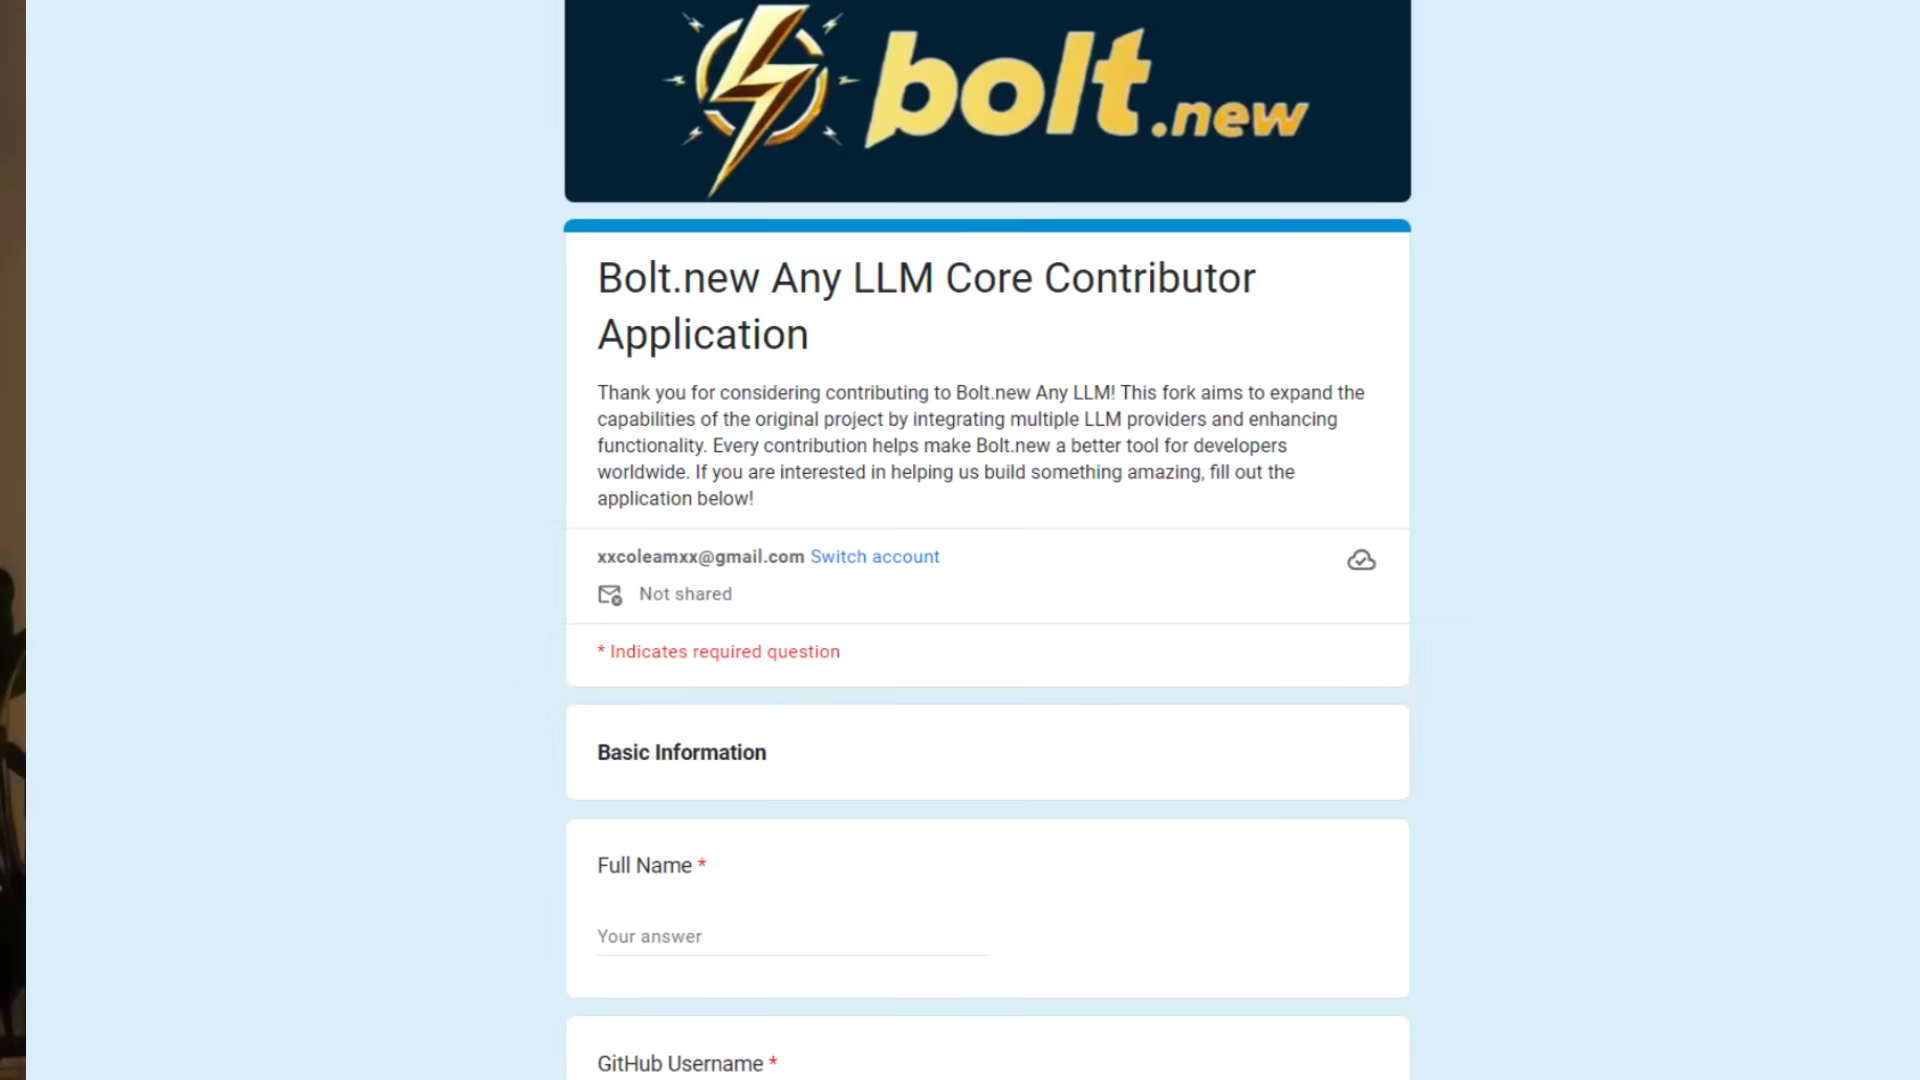 bolt.new
Bolt.new Any LLM Core Contributor
Application
Thank you for considering contributing to Bolt.new Any LLM! This fork aims to expand the
capabilities of the original project by integrating multiple LLM providers and enhancing
functionality. Every contribution helps make Bolt.new a better tool for developers
worldwide. If you are interested in helping us build something amazing, fill out the
application below!
xxcoleamxx@gmail.com Switch account
Not shared
* Indicates required question
Basic Information
Full Name *
Your answer
GitHub Username *